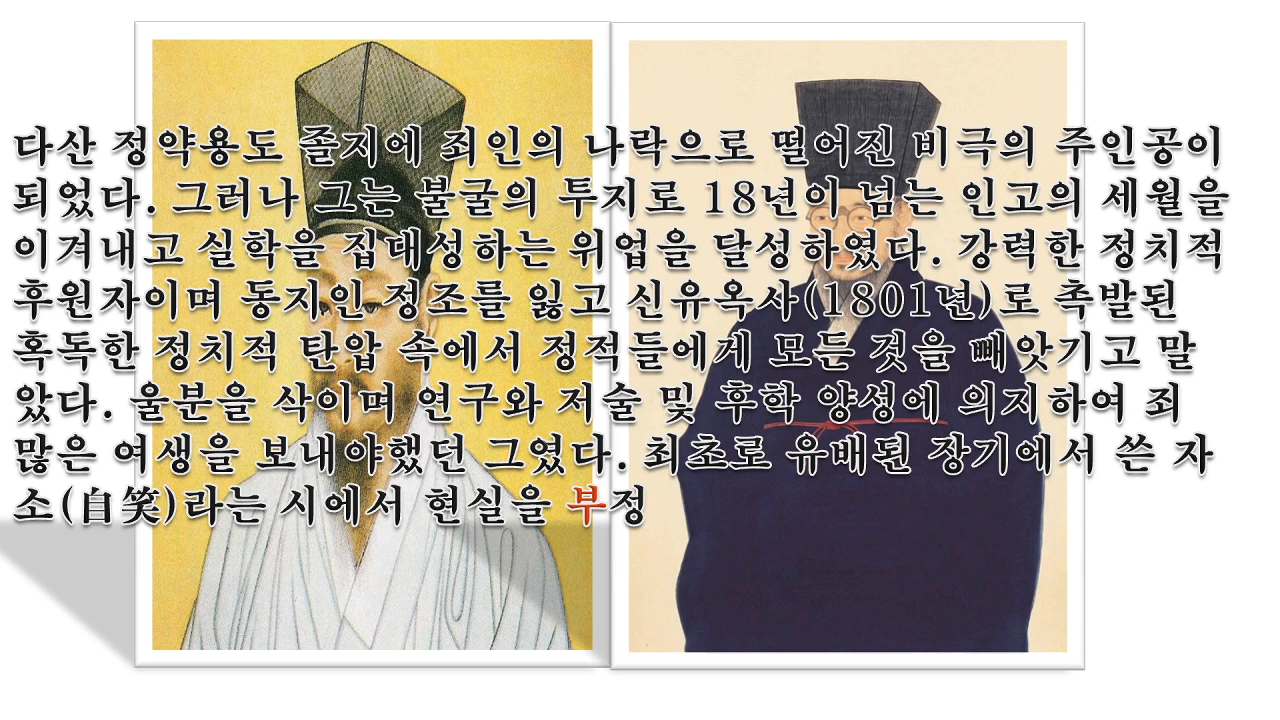 다산 정약용도 졸지에 죄인의 나락으로 떨어진 비극의 주인공이
되었다. 그러나 그는 불굴의 투지로 18년이 넘는 인고의 세월을
이겨내고 실학을 집대성하는 위업을 달성하였다. 강력한 정치적
후원자이며 동지인 정조를 잃고 신유옥사(1801년)로 촉발된
혹독한 정치적 탄압 속에서 정적들에게 모든 것을 빼앗기고 말
았다. 울분을 삭이며 연구와 저술 및 후학 양성에 의지하여 죄
많은 여생을 보내야했던 그였다. 최초로 유배된 장기에서 쓴 자
소(自笑)라는 시에서 현실을 부정